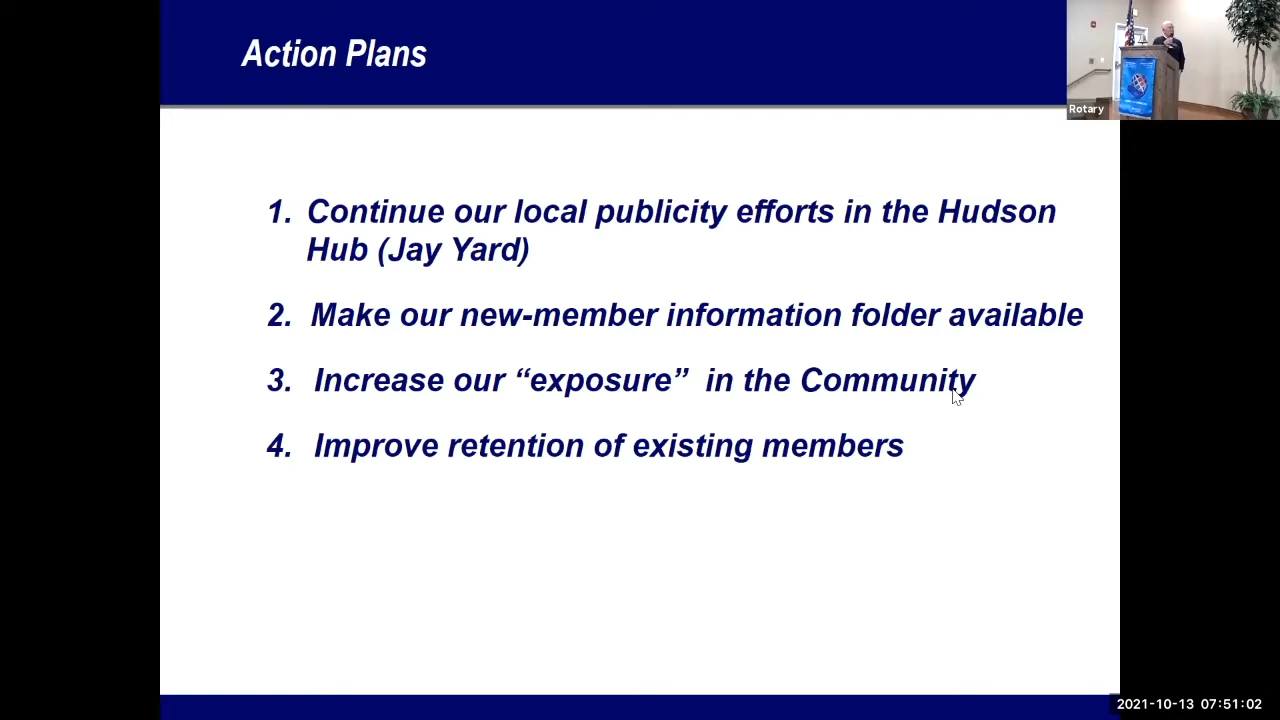 Action Plans
Rotary
1. Continue our local publicity efforts in the Hudson
Hub (Jay Yard)
2. Make our new-member information folder available
3. Increase our “exposure” in the Community
4. Improve retention of existing members
2021-10-13 07:51:02